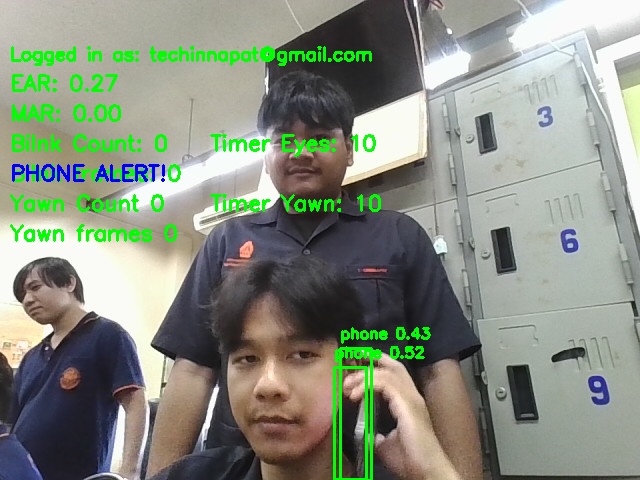 Logged in as: techinnapat@gmail.com
EAR: 0.27
MAR: 0.00
Blink Count: 0 Timer Eyes: 10
PHONE ALERT! 0
Yawn Count 0 Timer Yawn: 10
Yawn frames 0
phone 0.43
phone 0.52
3
6
9